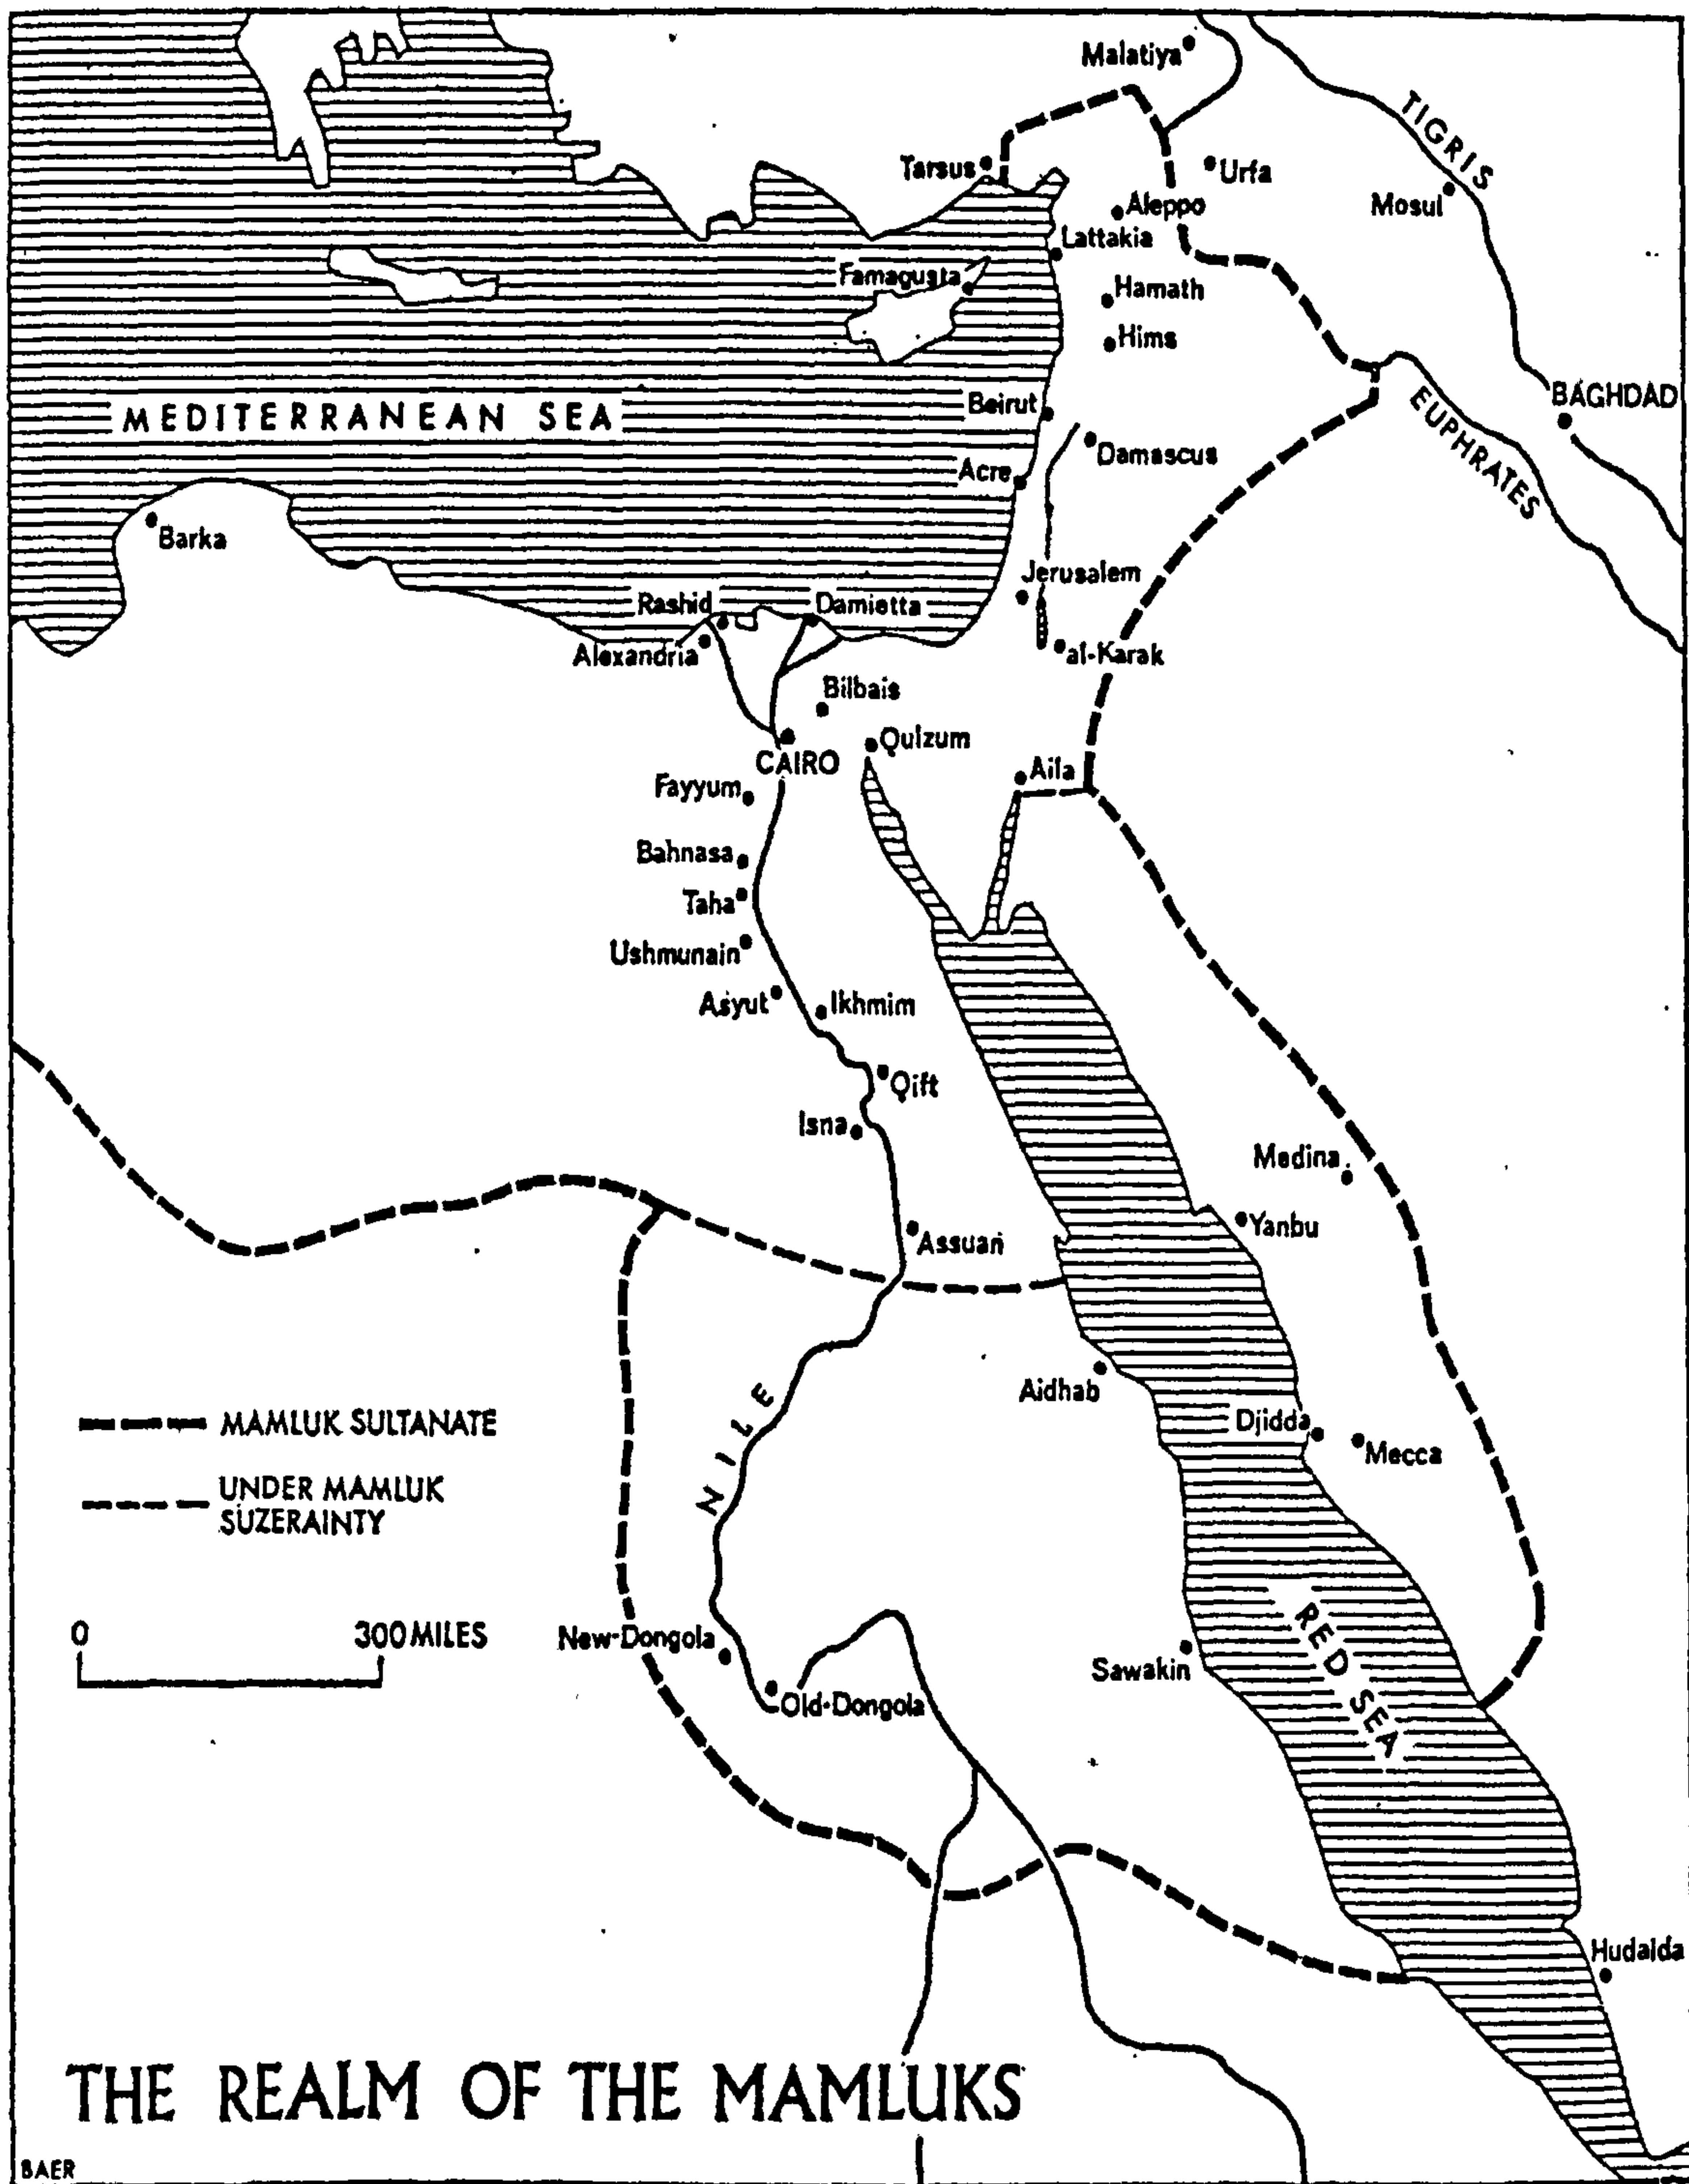 Malatiya
TIGRIS
Tarsus
Urfa
Mosul
Aleppo
Lattakia
Famagusta
Hamath
Hims
MEDITERRANEAN SEA
Beirut
BAGHDAD
EUPHRATES
Damascus
Acre
Barka
Jerusalem
Rashid
Damietta
Alexandria
al-Karak
Bilbais
Qulzum
CAIRO
Aila
Fayyum
Bahnasa
Taha
Ushmunain
Asyut
Ikhmim
Qift
Isna
Medina
Yanbu
Assuan
Aidhab
NILE
Djidda
Mecca
MAMLUK SULTANATE
UNDER MAMLUK
SUZERAINTY
0 300 MILES
New-Dongola
RED SEA
Sawakin
Old-Dongola
Hudaida
THE REALM OF THE MAMLUKS
BAER